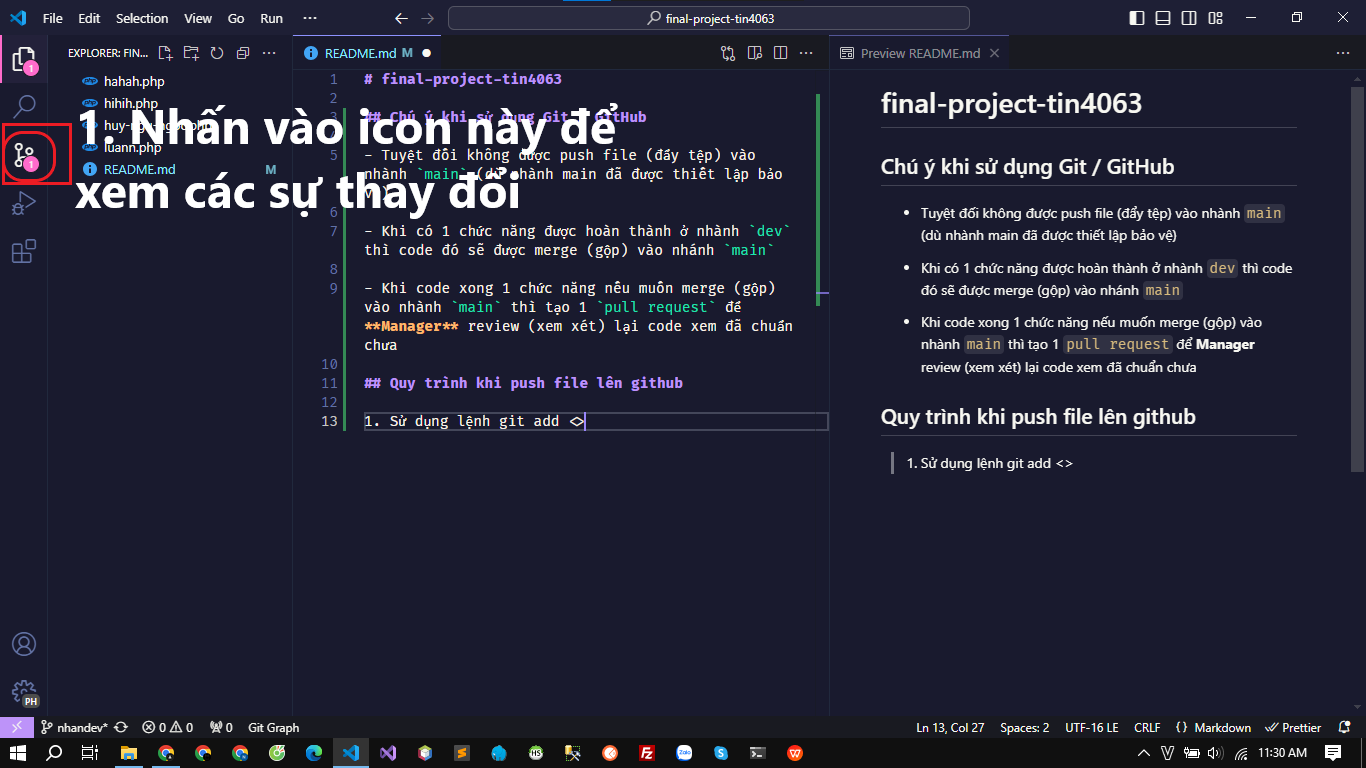 File Edit Selection View Go Run ···
final-project-tin4063
EXPLORER: FIN...
hahah.php
hihih.php
luann.php
README.md M
1
1
1. Nhấn vào icon này để
xem các sự thay đổi
README.md M
1 # final-project-tin4063
2
3 ## Chú ý khi sử dụng Git / GitHub
5 - Tuyệt đối không được push file (đẩy tệp) vào
nhành `main` (dù nhành main đã được thiết lập bảo
vệ)
6
7 - Khi có 1 chức năng được hoàn thành ở nhành `dev`
thì code đó sẽ được merge (gộp) vào nhánh `main`
8
9 - Khi code xong 1 chức năng nếu muốn merge (gộp)
vào nhành `main` thì tạo 1 `pull request` để
**Manager** review (xem xét) lại code xem đã chuẩn
chưa
10
11 ## Quy trình khi push file lên github
12
13 1. Sử dụng lệnh git add <>
Preview README.md
final-project-tin4063
Chú ý khi sử dụng Git / GitHub
• Tuyệt đối không được push file (đẩy tệp) vào nhành main
(dù nhành main đã được thiết lập bảo vệ)
• Khi có 1 chức năng được hoàn thành ở nhành dev thì code
đó sẽ được merge (gộp) vào nhánh main
• Khi code xong 1 chức năng nếu muốn merge (gộp) vào
nhành main thì tạo 1 pull request để Manager
review (xem xét) lại code xem đã chuẩn chưa
Quy trình khi push file lên github
1. Sử dụng lệnh git add <>
PH
nhandev* 0 0 0 Git Graph
Ln 13, Col 27 Spaces: 2 UTF-16 LE CRLF {} Markdown Prettier
11:30 AM